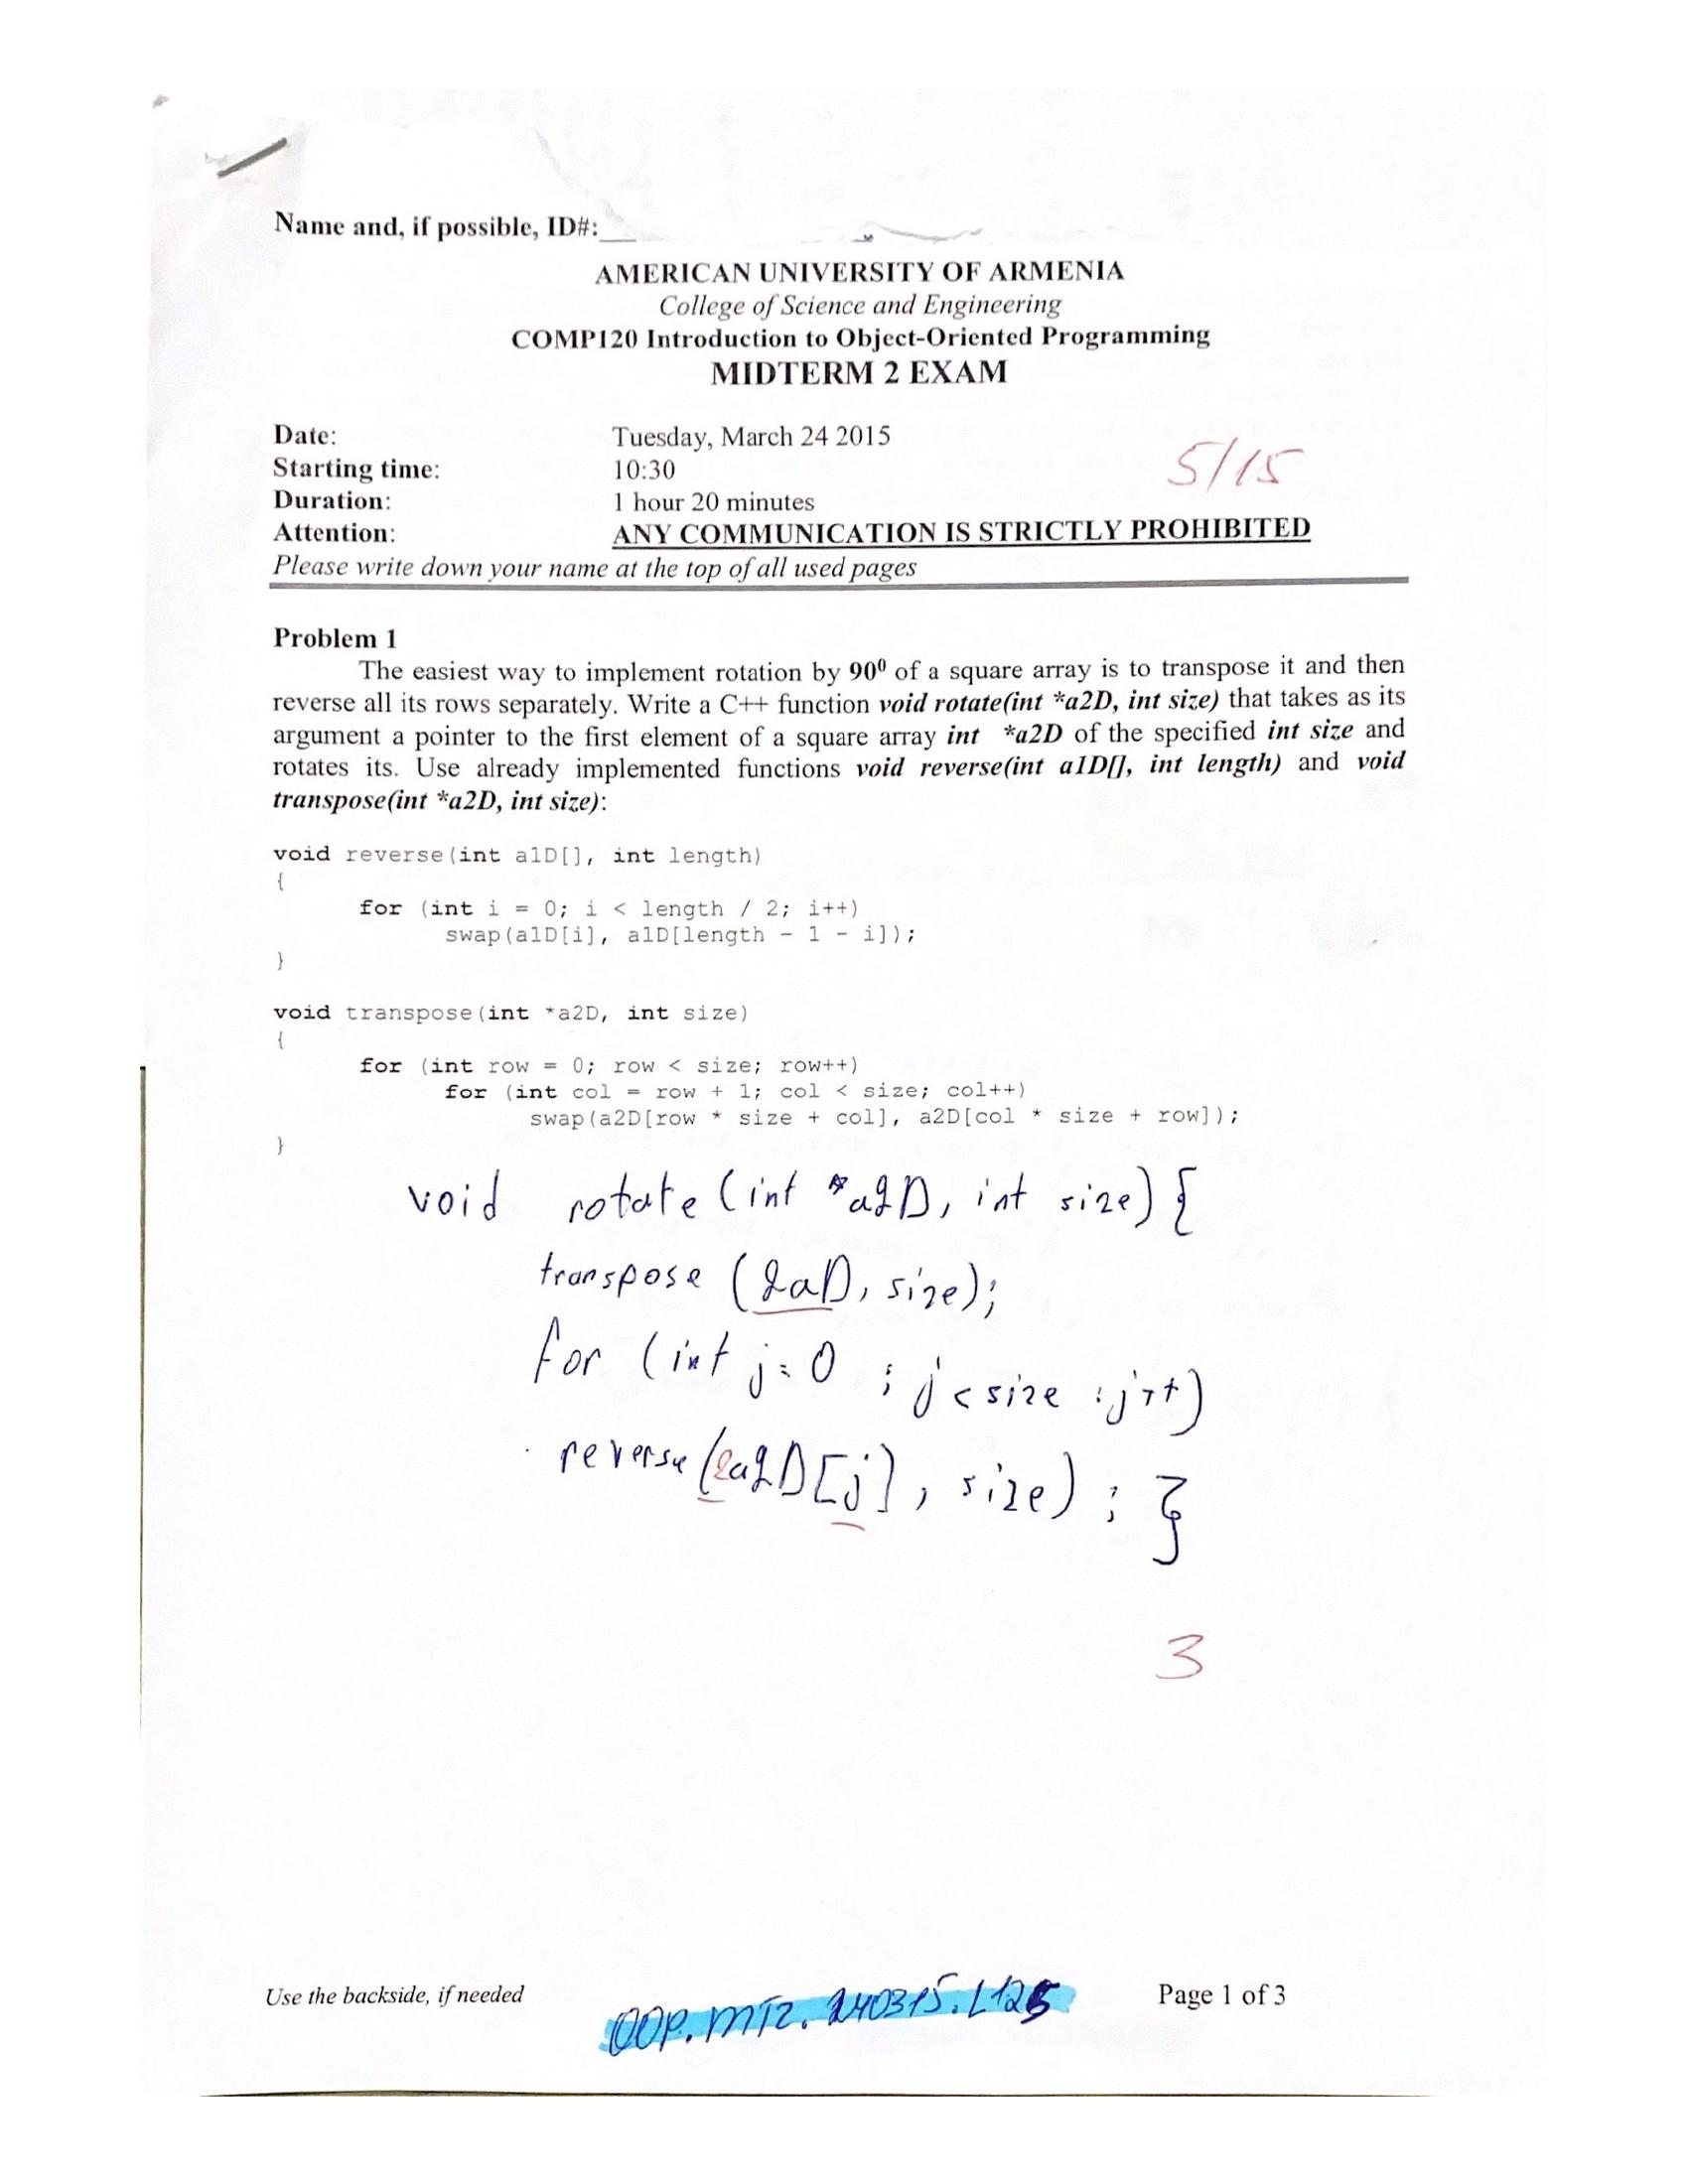 Name and, if possible, ID#:__
AMERICAN UNIVERSITY OF ARMENIA
College of Science and Engineering
COMP120 Introduction to Object-Oriented Programming
MIDTERM 2 EXAM
Date: Tuesday, March 24 2015
5/15
Starting time: 10:30
Duration: 1 hour 20 minutes
Attention: ANY COMMUNICATION IS STRICTLY PROHIBITED
Please write down your name at the top of all used pages
Problem 1
The easiest way to implement rotation by 90⁰ of a square array is to transpose it and then
reverse all its rows separately. Write a C++ function void rotate(int *a2D, int size) that takes as its
argument a pointer to the first element of a square array int *a2D of the specified int size and
rotates its. Use already implemented functions void reverse(int a1D[], int length) and void
transpose(int *a2D, int size):
void reverse(int a1D[], int length)
{
for (int i = 0; i < length / 2; i++)
swap(a1D[i], a1D[length - 1 - i]);
}
void transpose(int *a2D, int size)
{
for (int row = 0; row < size; row++)
for (int col = row + 1; col < size; col++)
swap(a2D[row * size + col], a2D[col * size + row]);
}
void rotate (int *a2D, int size) {
transpose (2aD, size);
for (int j=0 ; j < size ; j++)
reverse(&a2D[j], size) ; }
3
Use the backside, if needed
OOP.MT2.240315.L125
Page 1 of 3